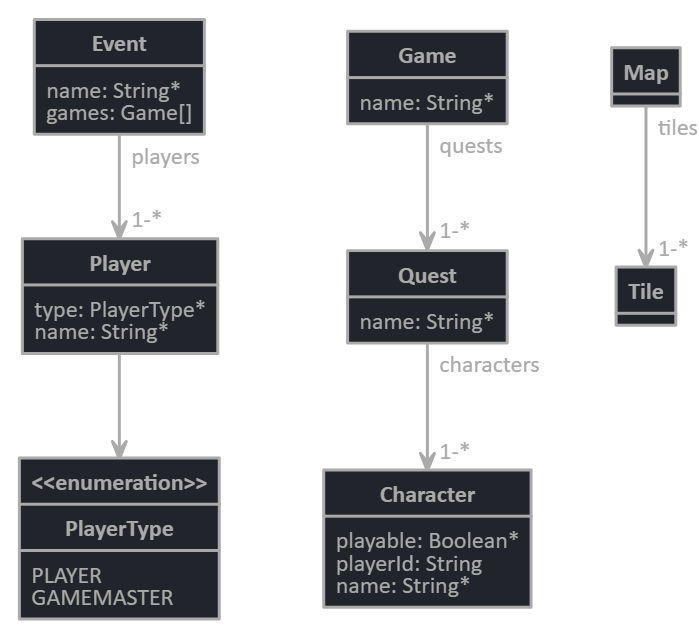 Event
name: String*
games: Game[]
players
1-*
Player
type: PlayerType*
name: String*
<<enumeration>>
PlayerType
PLAYER
GAMEMASTER
Game
name: String*
quests
1-*
Quest
name: String*
characters
1-*
Character
playable: Boolean*
playerId: String
name: String*
Map
tiles
1-*
Tile